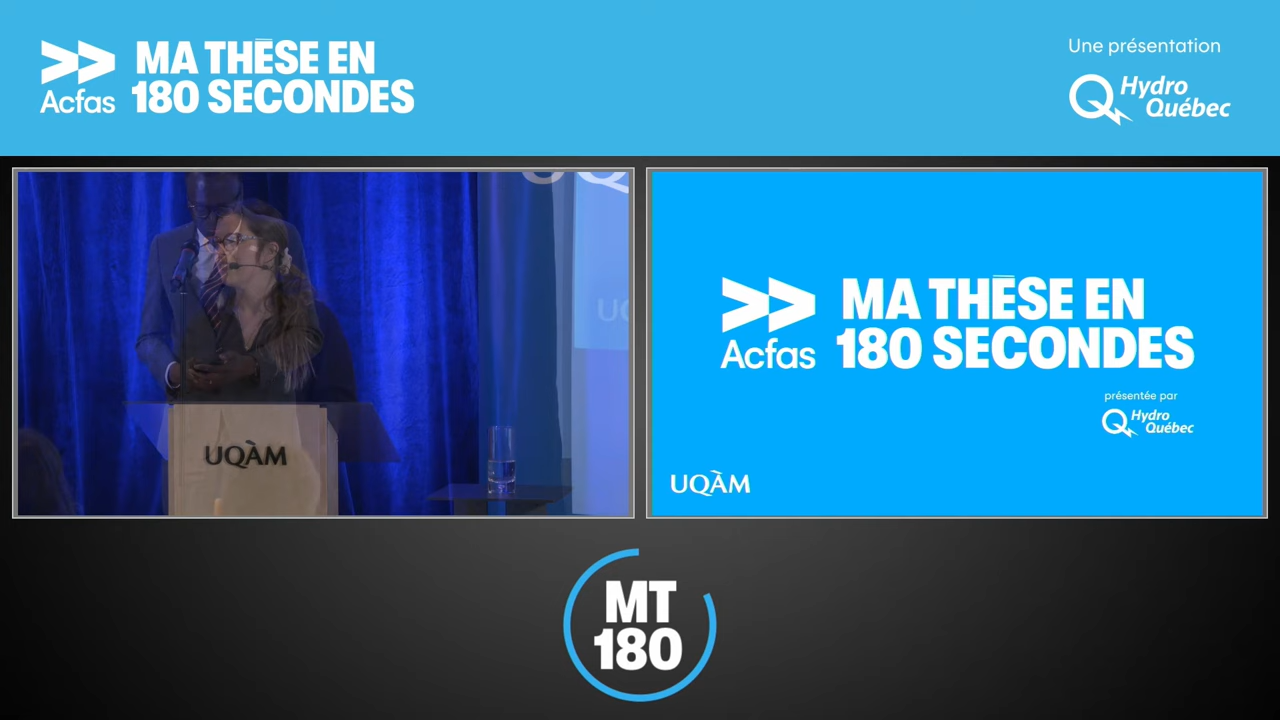 Acfas
MA THÈSE EN
180 SECONDES
Une présentation
Hydro
Québec
UQÀM
Acfas
MA THÈSE EN
180 SECONDES
présentée par
Hydro
Québec
UQÀM
MT
180